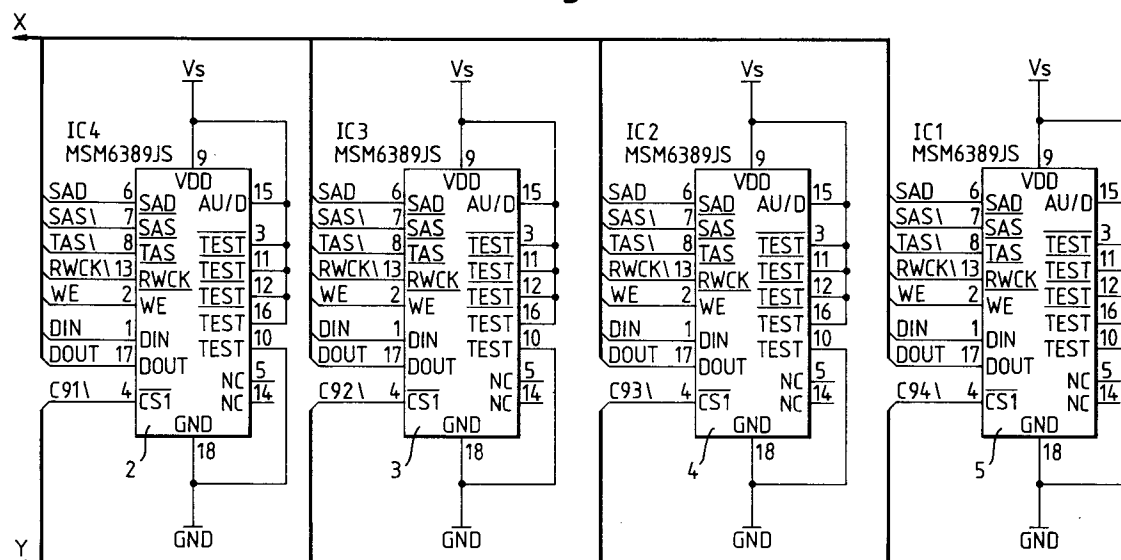 X
Vs
IC4
MSM6389JS
9
VDD
SAD 6 SAD AU/D 15
SAS\ 7 SAS
TAS\ 8 TAS TEST 3
RWCK\ 13 RWCK TEST 11
WE 2 WE TEST 12
TEST 16
DIN 1 DIN TEST 10
DOUT 17 DOUT
NC 5
C91\ 4 CS1 NC 14
GND
18
2
GND
Vs
IC3
MSM6389JS
9
VDD
SAD 6 SAD AU/D 15
SAS\ 7 SAS
TAS\ 8 TAS TEST 3
RWCK\ 13 RWCK TEST 11
WE 2 WE TEST 12
TEST 16
DIN 1 DIN TEST 10
DOUT 17 DOUT
NC 5
C92\ 4 CS1 NC 14
GND
18
3
GND
Vs
IC2
MSM6389JS
9
VDD
SAD 6 SAD AU/D 15
SAS\ 7 SAS
TAS\ 8 TAS TEST 3
RWCK\ 13 RWCK TEST 11
WE 2 WE TEST 12
TEST 16
DIN 1 DIN TEST 10
DOUT 17 DOUT
NC 5
C93\ 4 CS1 NC 14
GND
18
4
GND
Vs
IC1
MSM6389JS
9
VDD
SAD 6 SAD AU/D 15
SAS\ 7 SAS
TAS\ 8 TAS TEST 3
RWCK\ 13 RWCK TEST 11
WE 2 WE TEST 12
TEST 16
DIN 1 DIN TEST 10
DOUT 17 DOUT
NC 5
C94\ 4 CS1 NC 14
GND
18
5
GND
Y